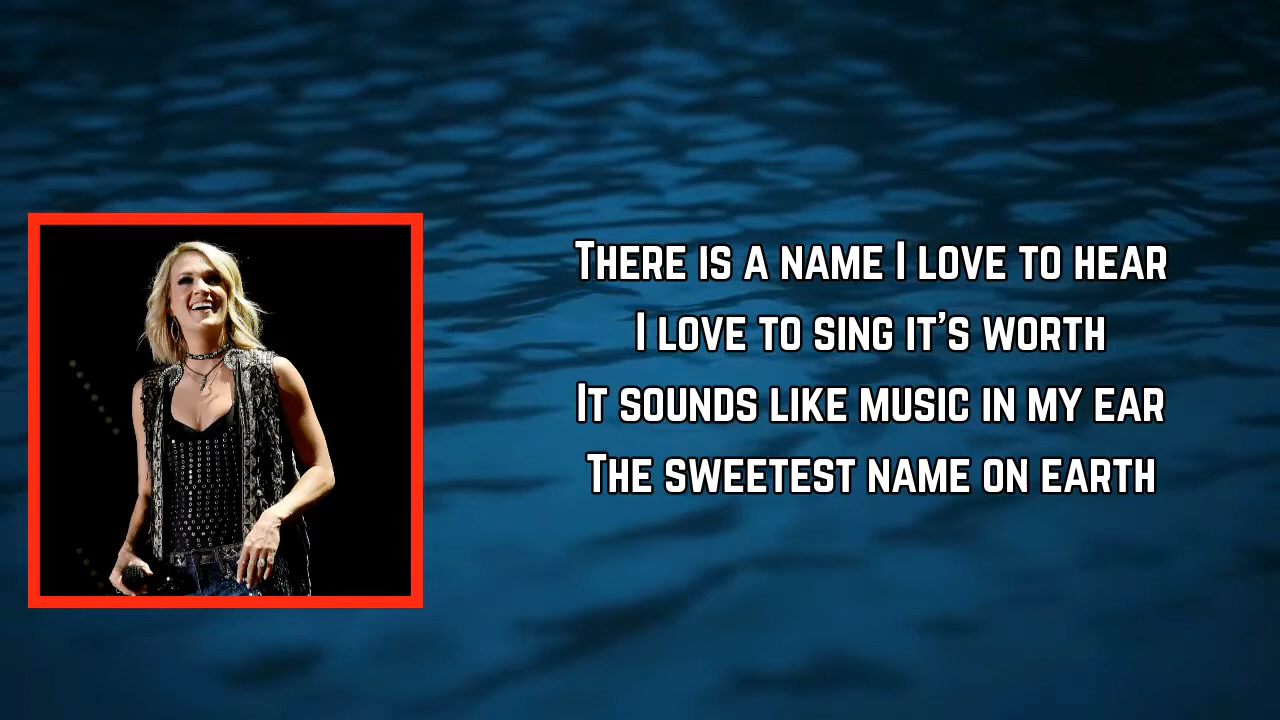 There is a name I love to hear
I love to sing it's worth
It sounds like music in my ear
The sweetest name on earth